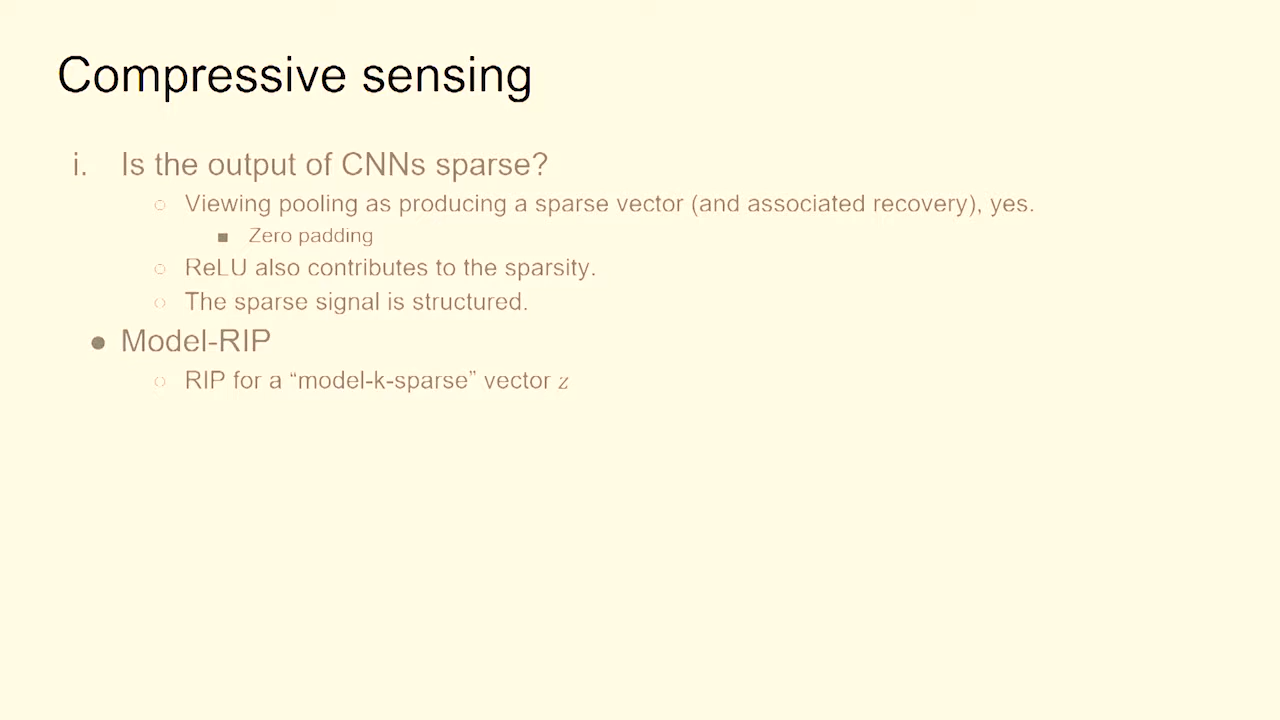 Compressive sensing
i. Is the output of CNNs sparse?
○ Viewing pooling as producing a sparse vector (and associated recovery), yes.
■ Zero padding
○ ReLU also contributes to the sparsity.
○ The sparse signal is structured.
● Model-RIP
○ RIP for a “model-k-sparse” vector z